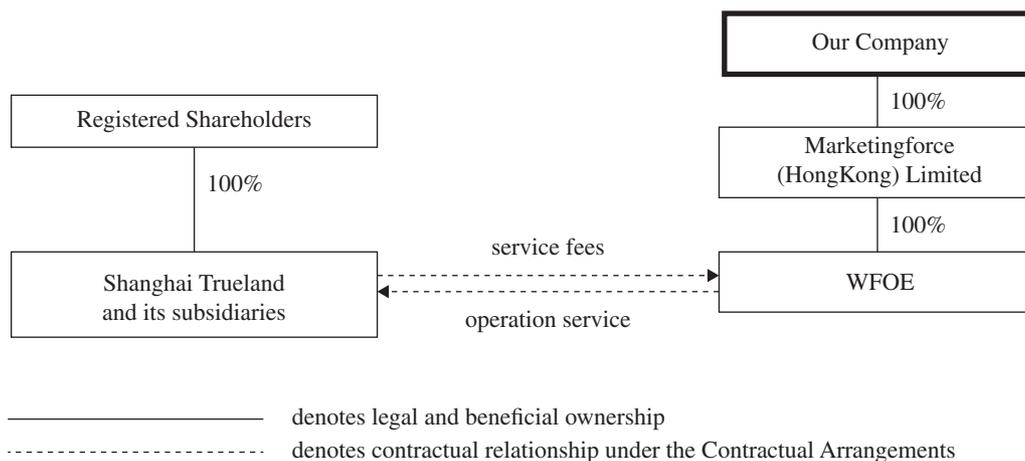 Our Company
100%
Registered Shareholders
Marketingforce
(HongKong) Limited
100%
100%
service fees
Shanghai Trueland
and its subsidiaries
WFOE
operation service
denotes legal and beneficial ownership
denotes contractual relationship under the Contractual Arrangements